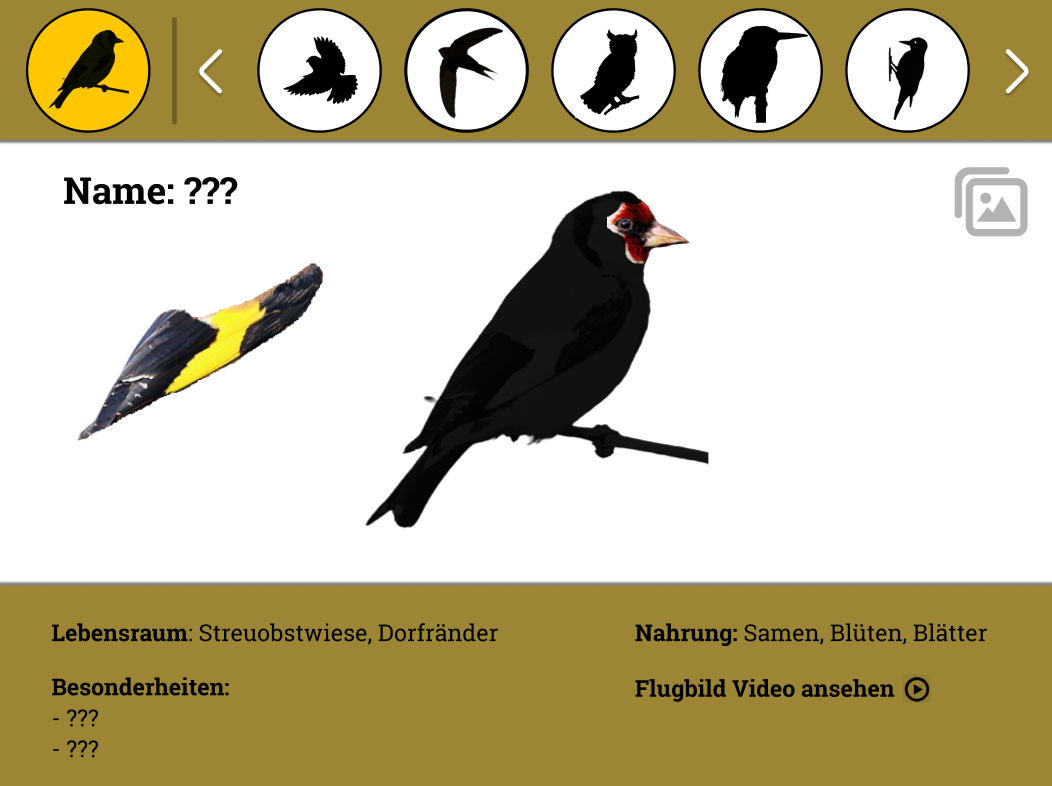 Name: ???
Lebensraum: Streuobstwiese, Dorfränder
Nahrung: Samen, Blüten, Blätter
Besonderheiten:
- ???
- ???
Flugbild Video ansehen